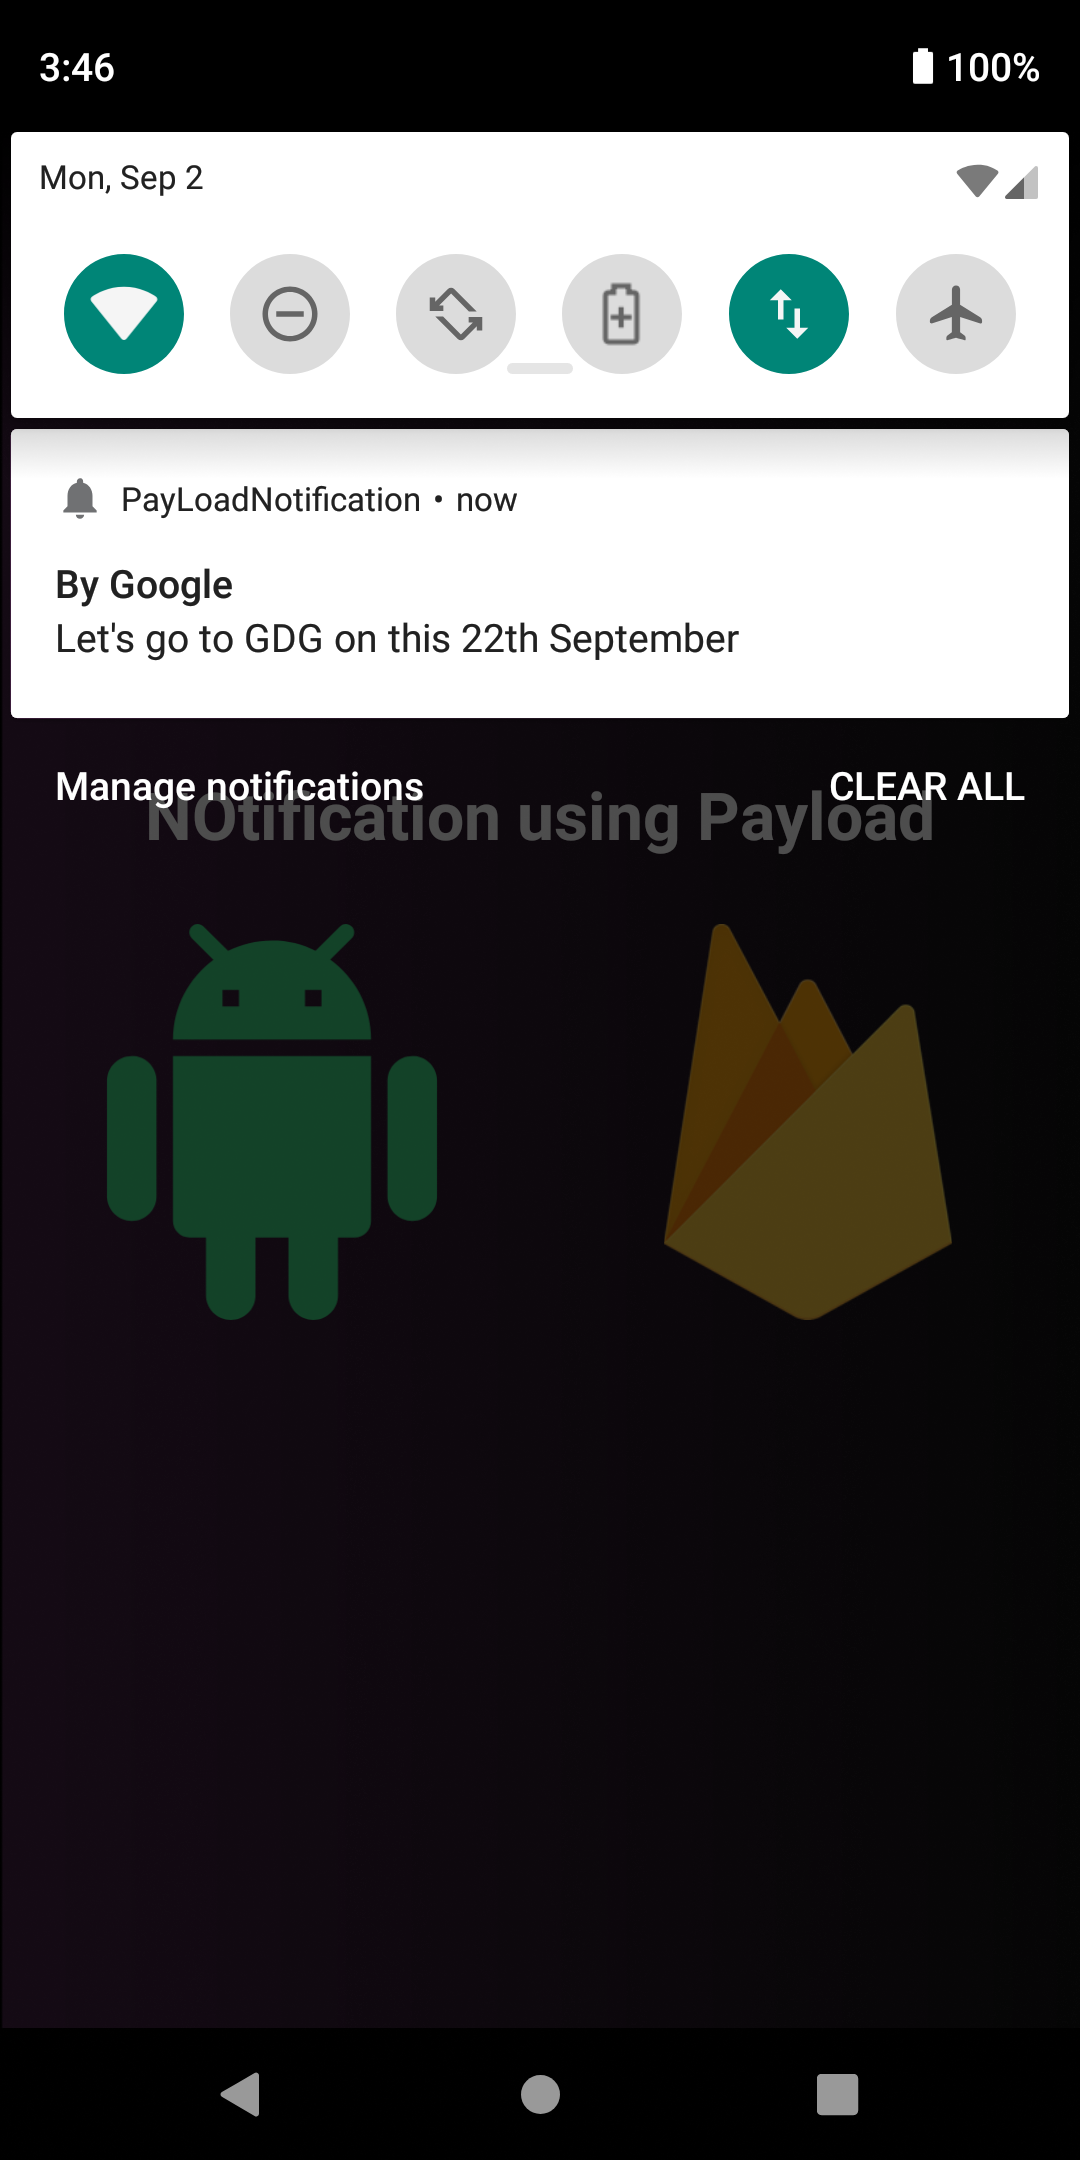 3:46
100%
Mon, Sep 2
PayLoadNotification • now
By Google
Let's go to GDG on this 22th September
Manage notifications
CLEAR ALL
NOtification using Payload